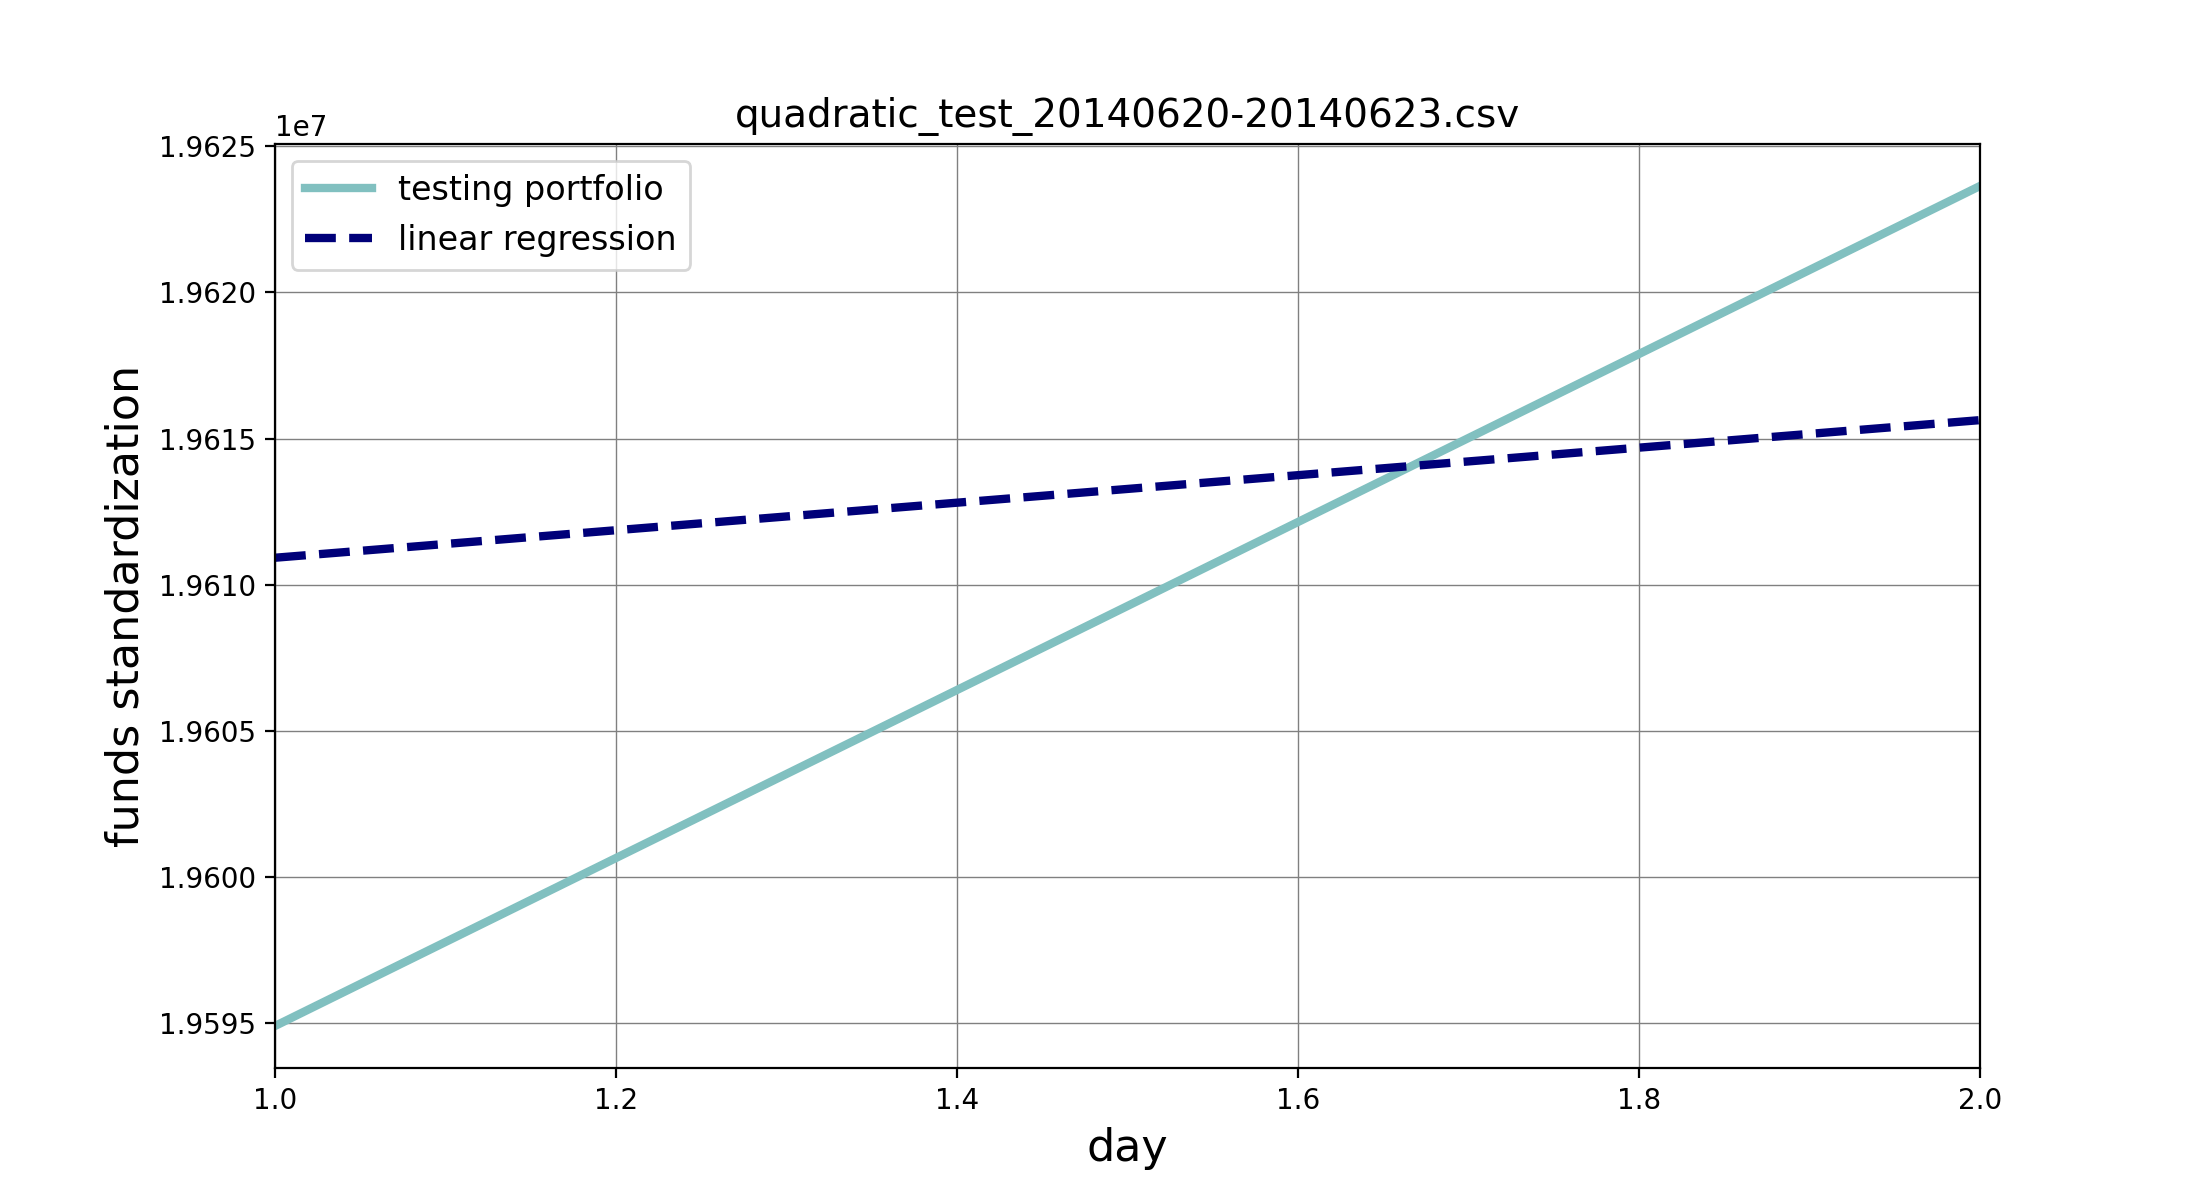 quadratic_test_20140620-20140623.csv
1e7
1.9625
1.9620
1.9615
1.9610
1.9605
1.9600
1.9595
funds standardization
testing portfolio
linear regression
1.0 1.2 1.4 1.6 1.8 2.0
day